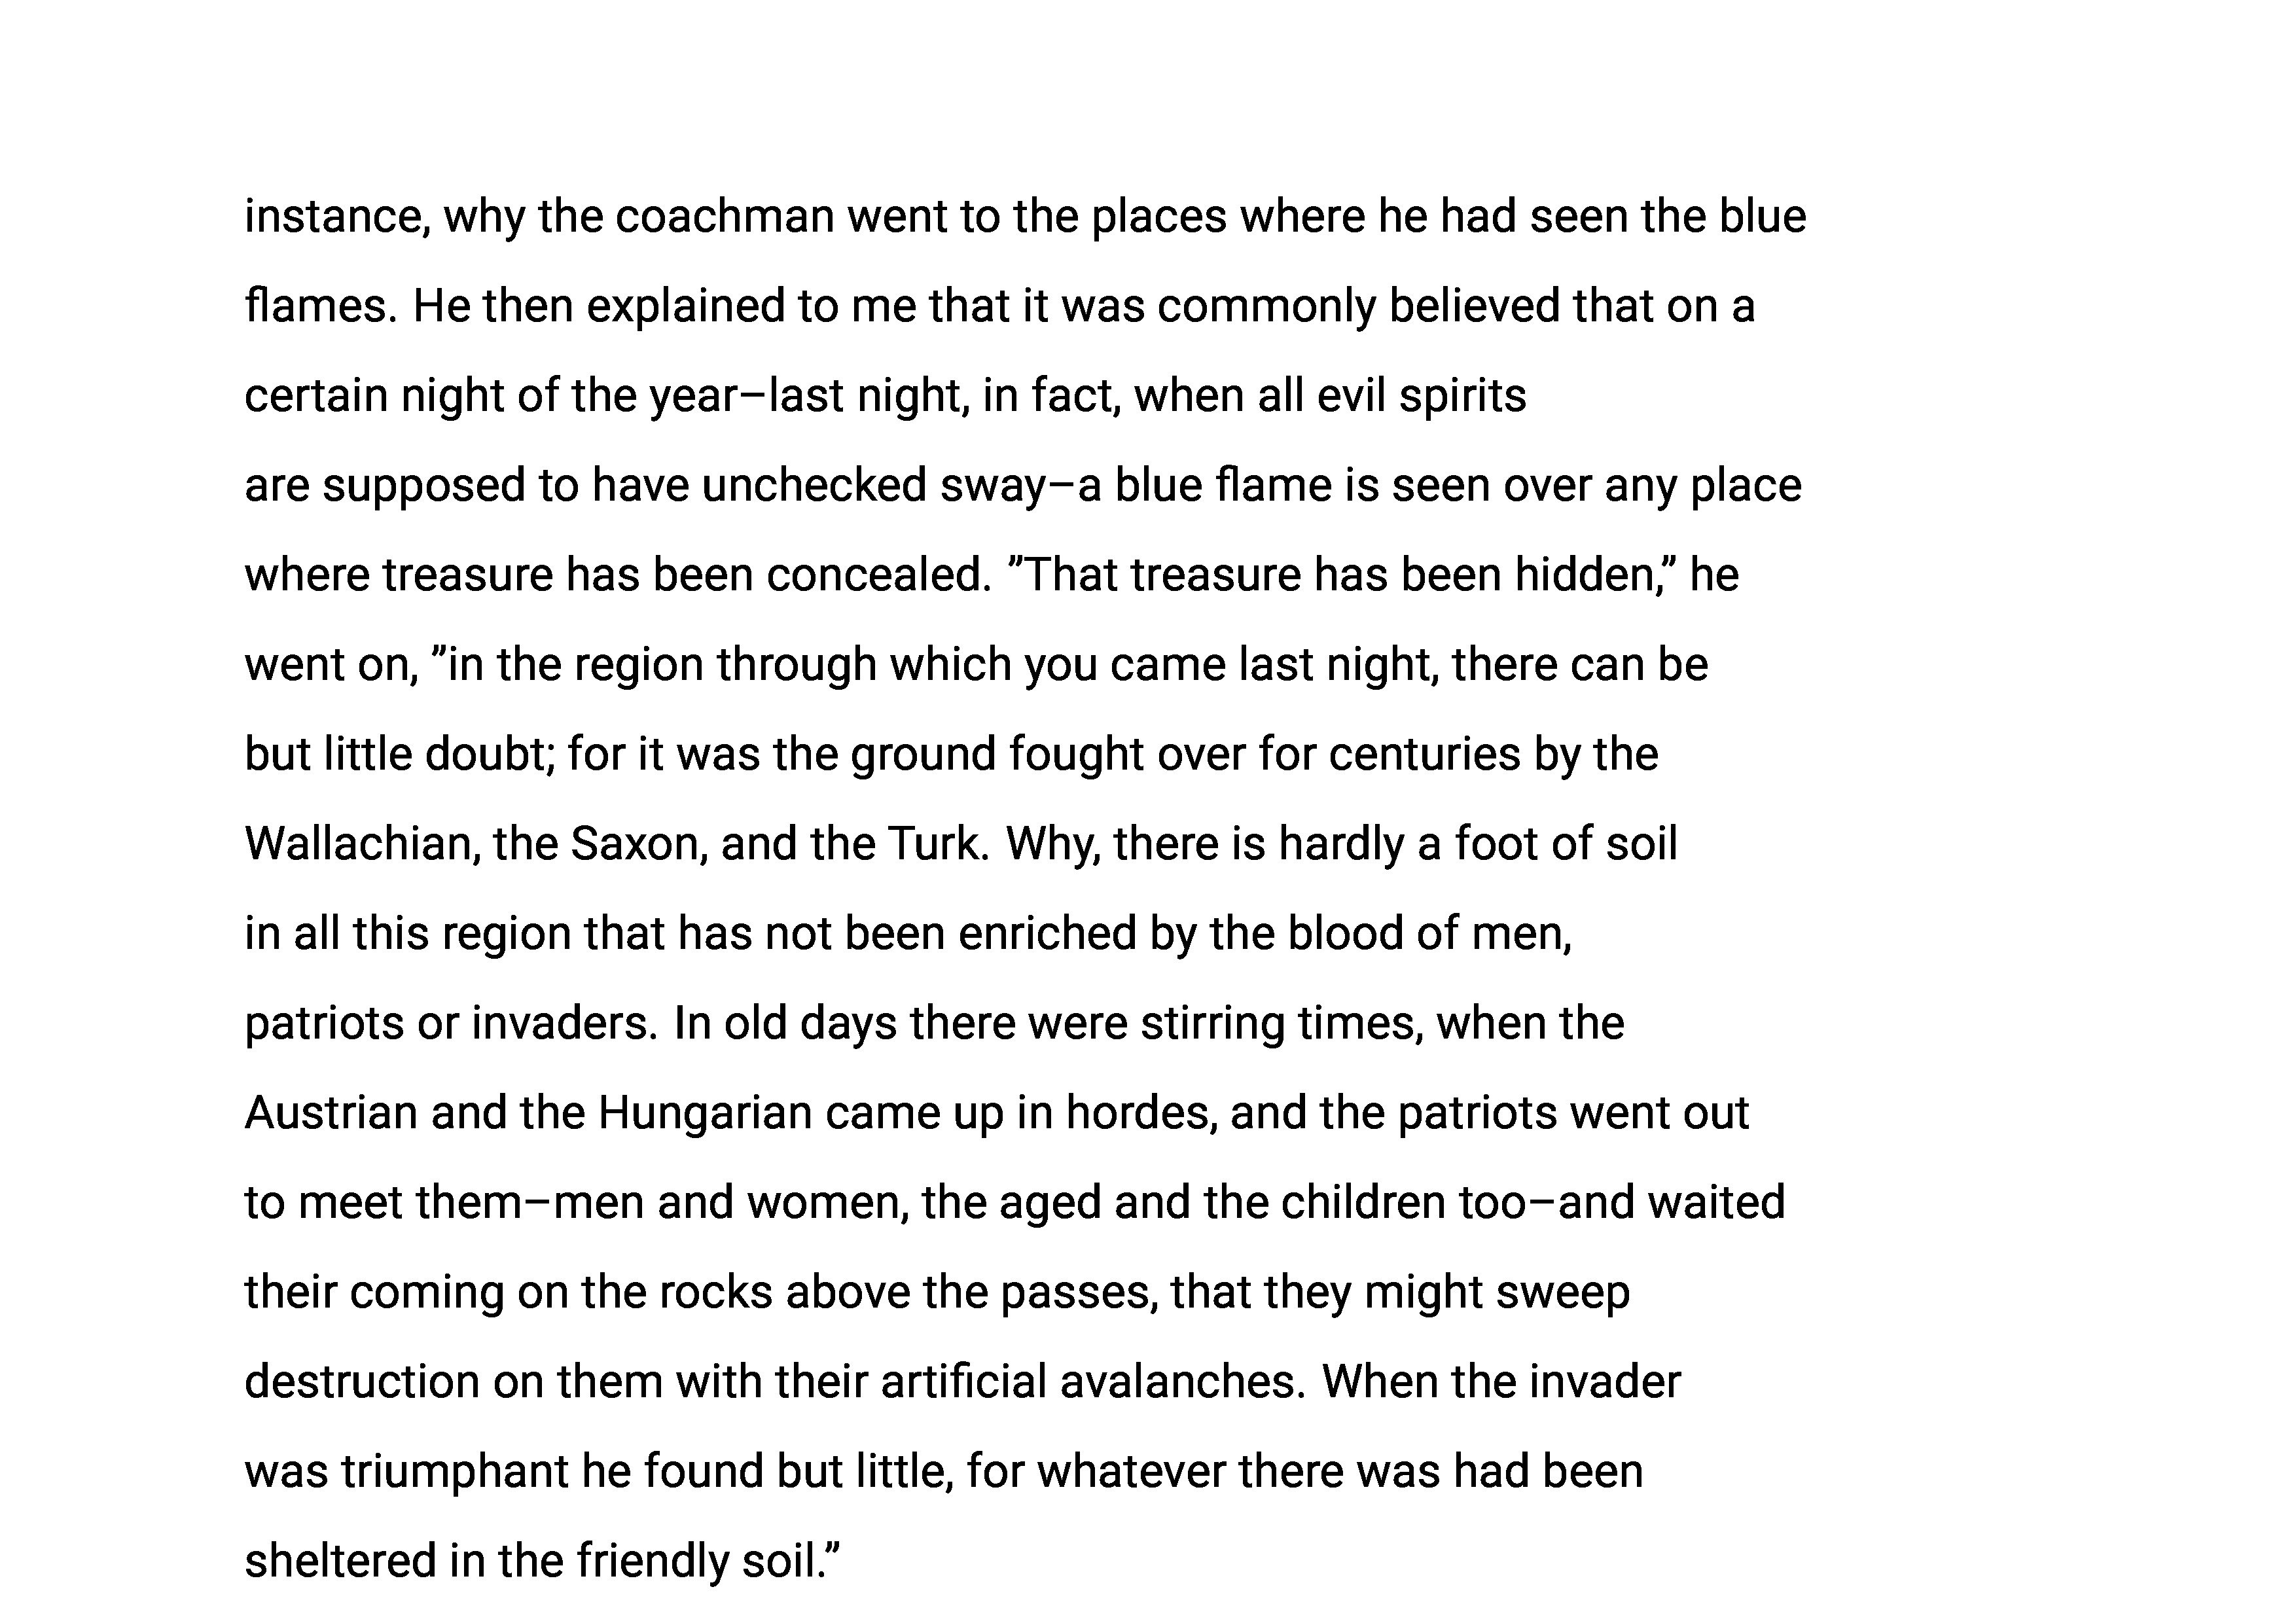 instance, why the coachman went to the places where he had seen the blue
flames. He then explained to me that it was commonly believed that on a
certain night of the year–last night, in fact, when all evil spirits
are supposed to have unchecked sway–a blue flame is seen over any place
where treasure has been concealed. ”That treasure has been hidden,” he
went on, ”in the region through which you came last night, there can be
but little doubt; for it was the ground fought over for centuries by the
Wallachian, the Saxon, and the Turk. Why, there is hardly a foot of soil
in all this region that has not been enriched by the blood of men,
patriots or invaders. In old days there were stirring times, when the
Austrian and the Hungarian came up in hordes, and the patriots went out
to meet them–men and women, the aged and the children too–and waited
their coming on the rocks above the passes, that they might sweep
destruction on them with their artificial avalanches. When the invader
was triumphant he found but little, for whatever there was had been
sheltered in the friendly soil.”